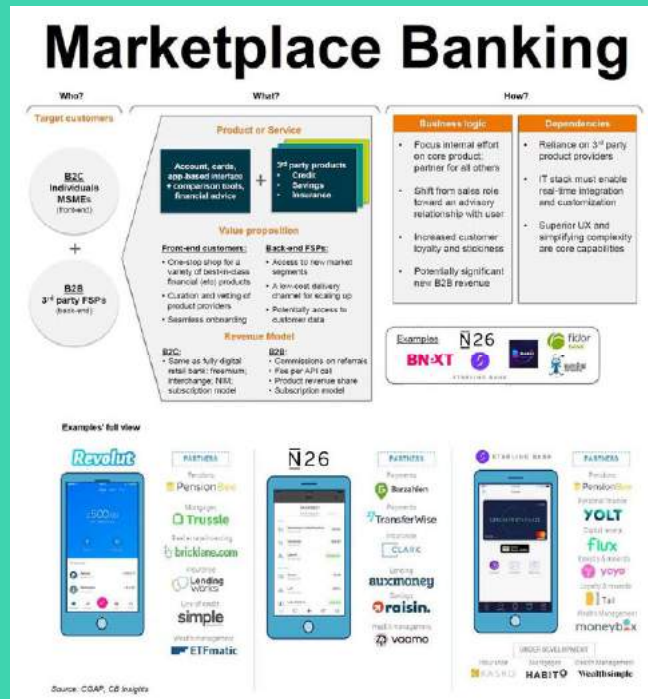 Marketplace Banking
Who?
What?
How?
Target customers
B2C
Individuals
MSMEs
(front-end)
+
B2B
3rd party FSPs
(back-end)
Product or Service
Account, cards,
app-based interface
+ comparison tools,
financial advice
+
3rd party products
• Credit
• Savings
• Insurance
Value proposition
Front-end customers:
• One-stop shop for a
variety of best-in-class
financial (etc) products
• Curation and vetting of
product providers
• Seamless onboarding
Back-end FSPs:
• Access to new market
segments
• A low-cost delivery
channel for scaling up
• Potentially access to
customer data
Revenue Model
B2C:
• Same as fully digital
retail bank: freemium;
interchange; NIM;
subscription model
B2B:
• Commissions on referrals
• Fee per API call
• Product revenue share
• Subscription model
Business logic
• Focus internal effort
on core product;
partner for all others
• Shift from sales role
toward an advisory
relationship with user
• Increased customer
loyalty and stickiness
• Potentially significant
new B2B revenue
Dependencies
• Reliance on 3rd party
product providers
• IT stack must enable
real-time integration
and customization
• Superior UX and
simplifying complexity
are core capabilities
Examples
N26
fidor
BANK
BNXT
STARLING BANK
Examples' full view
Revolut
PARTNERS
Pensions
PensionBee
Mortgages
Trussle
bricklane.com
Insurance
Lending
Works
Line of credit
simple
Wealth management
ETFmatic
N26
PARTNERS
Payments
Barzahlen
Payments
TransferWise
Insurance
CLARK
Lending
auxmoney
Savings
raisin.
Wealth management
vaamo
STARLING BANK
PARTNERS
Pensions
PensionBee
Personal finance
YOLT
Digital receipts
flux
Loyalty & rewards
yoyo
Loyalty & rewards
Tail
Wealth Management
moneybox
UNDER DEVELOPMENT
Insurance
KASKO
Mortgages
HABITO
Wealth Management
Wealthsimple
Source: CGAP, CB Insights